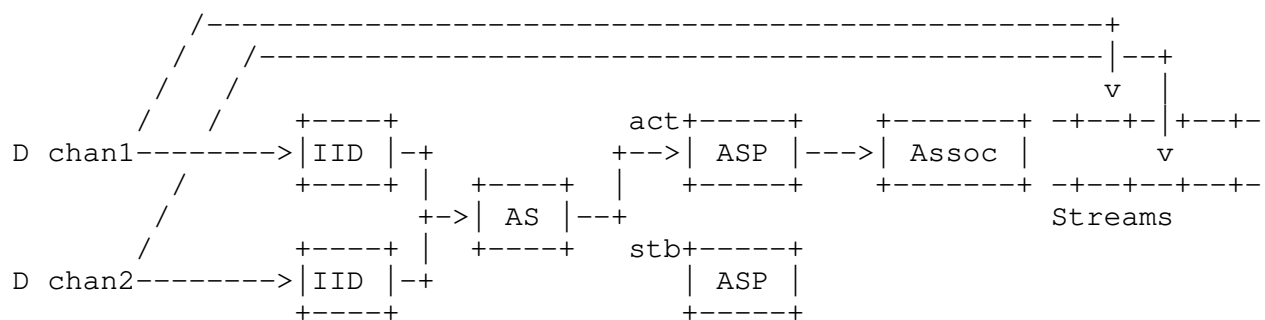 act
D chan1 IID ASP Assoc
AS Streams
stb
D chan2 IID ASP